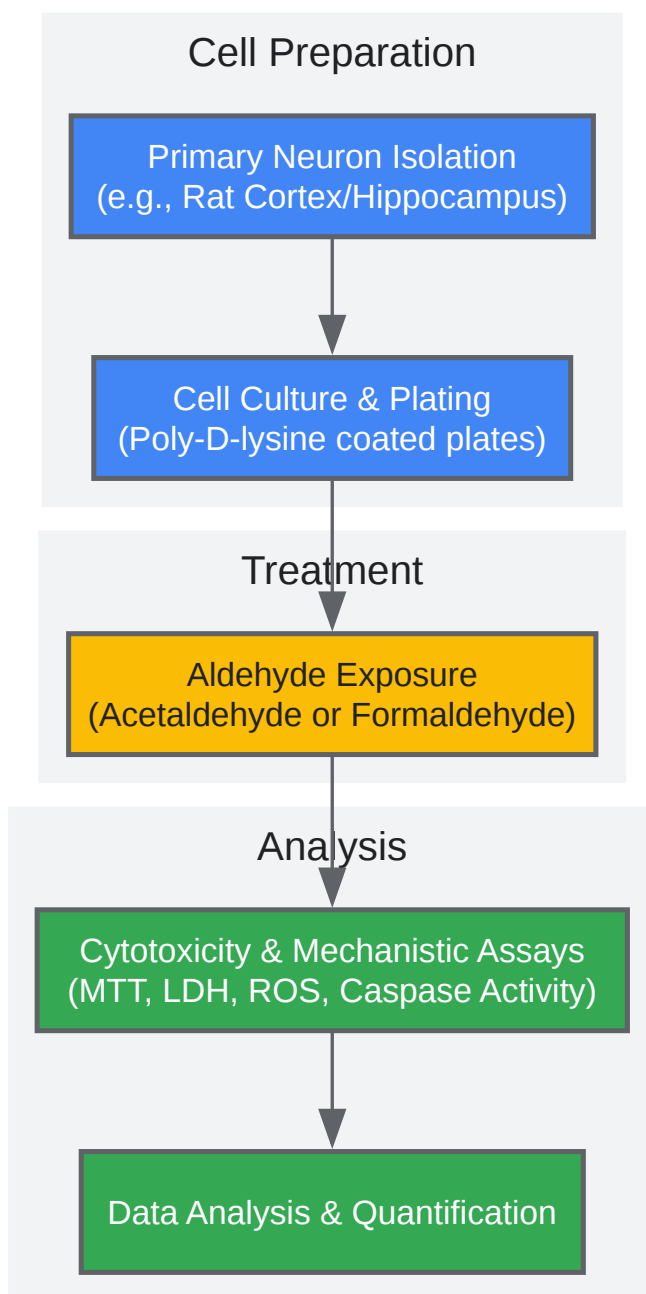 Cell Preparation
Primary Neuron Isolation
(e.g., Rat Cortex/Hippocampus)
Cell Culture & Plating
(Poly-D-lysine coated plates)
Treatment
Aldehyde Exposure
(Acetaldehyde or Formaldehyde)
Analysis
Cytotoxicity & Mechanistic Assays
(MTT, LDH, ROS, Caspase Activity)
Data Analysis & Quantification